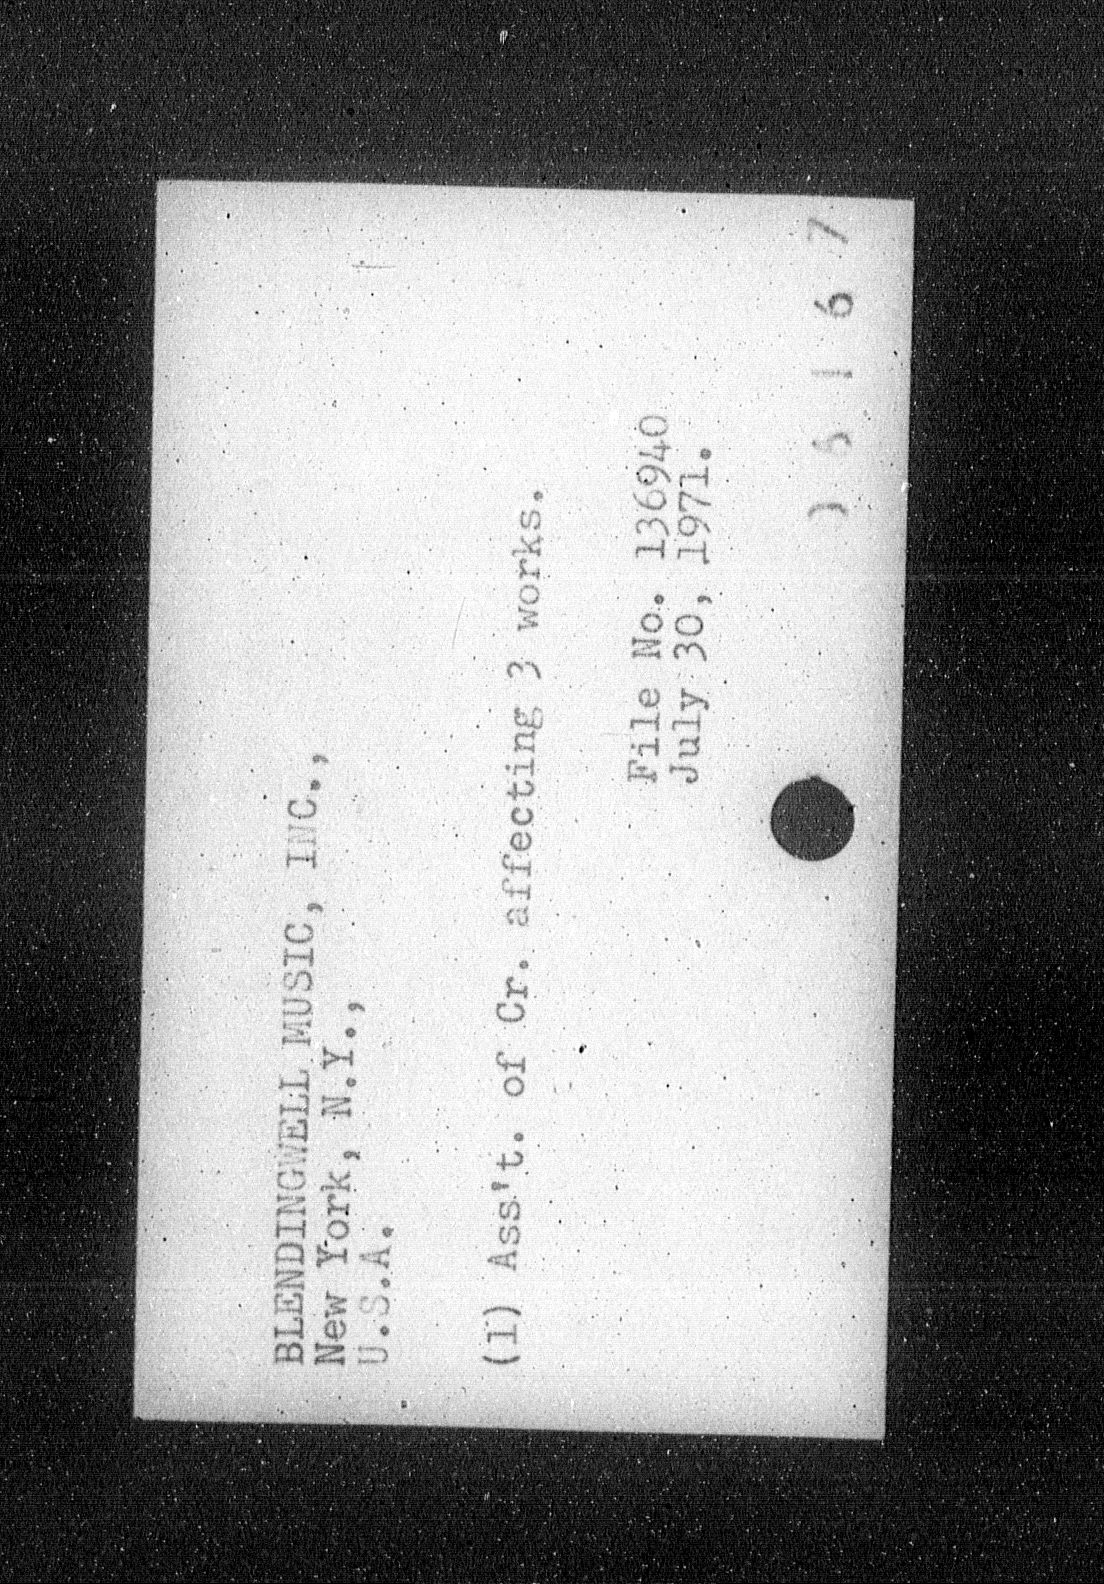 BLENDINGWELL MUSIC, INC.,
New York, N.Y.,
U.S.A.
(1) Ass't. of Cr. affecting 3 works.
File No. 136940
July 30, 1971.